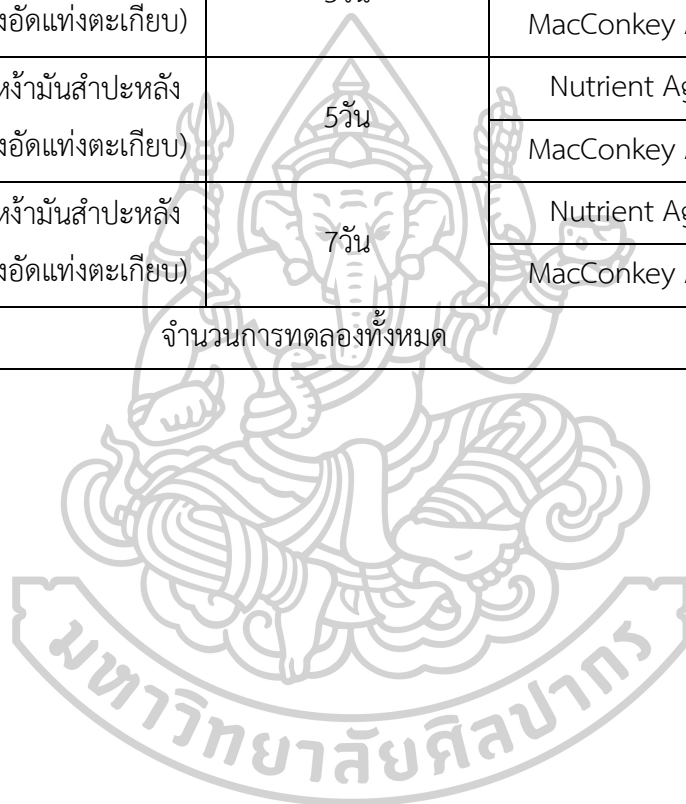 งอัดแท่งตะเกียบ)
MacConkey
หง้ามันสำปะหลัง
5วัน
Nutrient Ag
งอัดแท่งตะเกียบ)
MacConkey
หง้ามันสำปะหลัง
7วัน
Nutrient Ag
งอัดแท่งตะเกียบ)
MacConkey
จำนวนการทดลองทั้งหมด
มหาวิทยาลัยศิลปากร